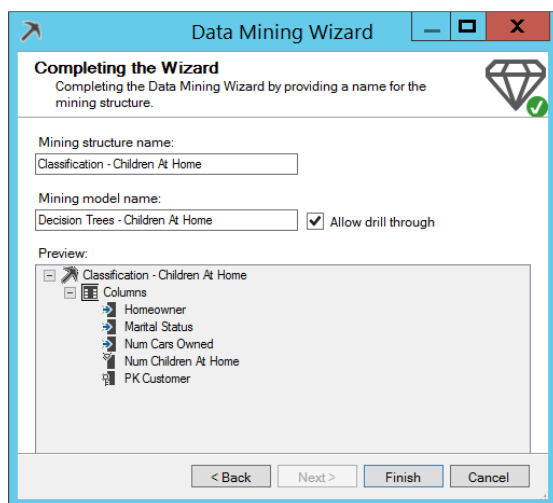 Data Mining Wizard
Completing the Wizard
Completing the Data Mining Wizard by providing a name for the
mining structure.
Mining structure name:
Classification - Children At Home
Mining model name:
Decision Trees - Children At Home
Allow drill through
Preview:
Classification - Children At Home
Columns
Homeowner
Marital Status
Num Cars Owned
Num Children At Home
PK Customer
< Back Next > Finish Cancel